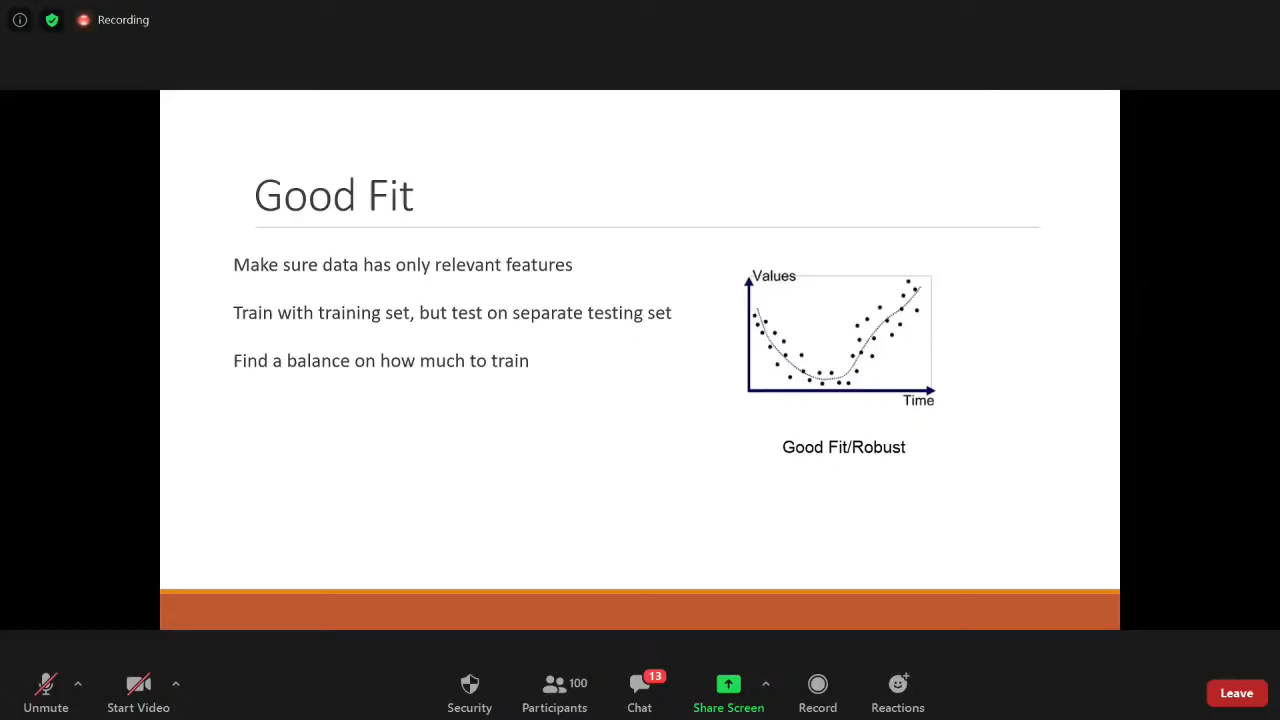 Recording
Good Fit
Make sure data has only relevant features
Train with training set, but test on separate testing set
Find a balance on how much to train
Values
Time
Good Fit/Robust
Unmute
Start Video
Security
100
Participants
13
Chat
Share Screen
Record
Reactions
Leave